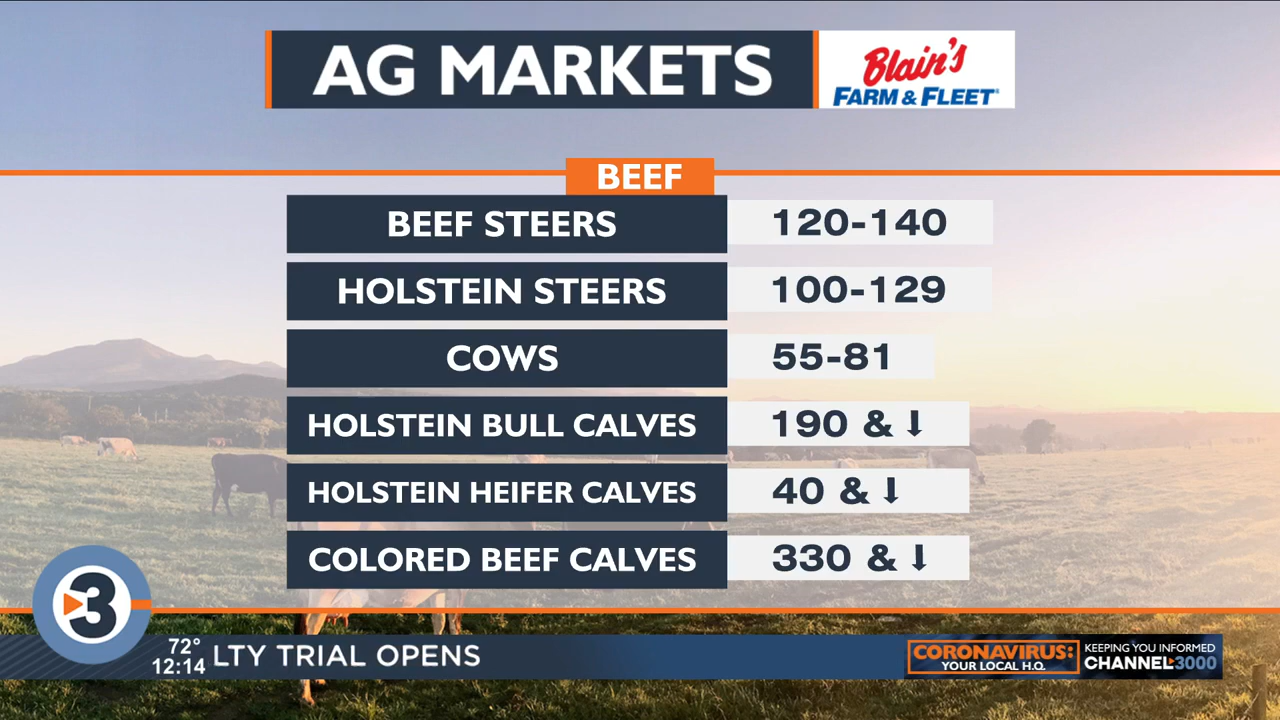 AG MARKETS
Blain's
FARM & FLEET
BEEF
BEEF STEERS 120-140
HOLSTEIN STEERS 100-129
COWS 55-81
HOLSTEIN BULL CALVES 190 & ⬇
HOLSTEIN HEIFER CALVES 40 & ⬇
COLORED BEEF CALVES 330 & ⬇
3
72°
12:14
LTY TRIAL OPENS
CORONAVIRUS:
YOUR LOCAL H.Q.
KEEPING YOU INFORMED
CHANNEL3000